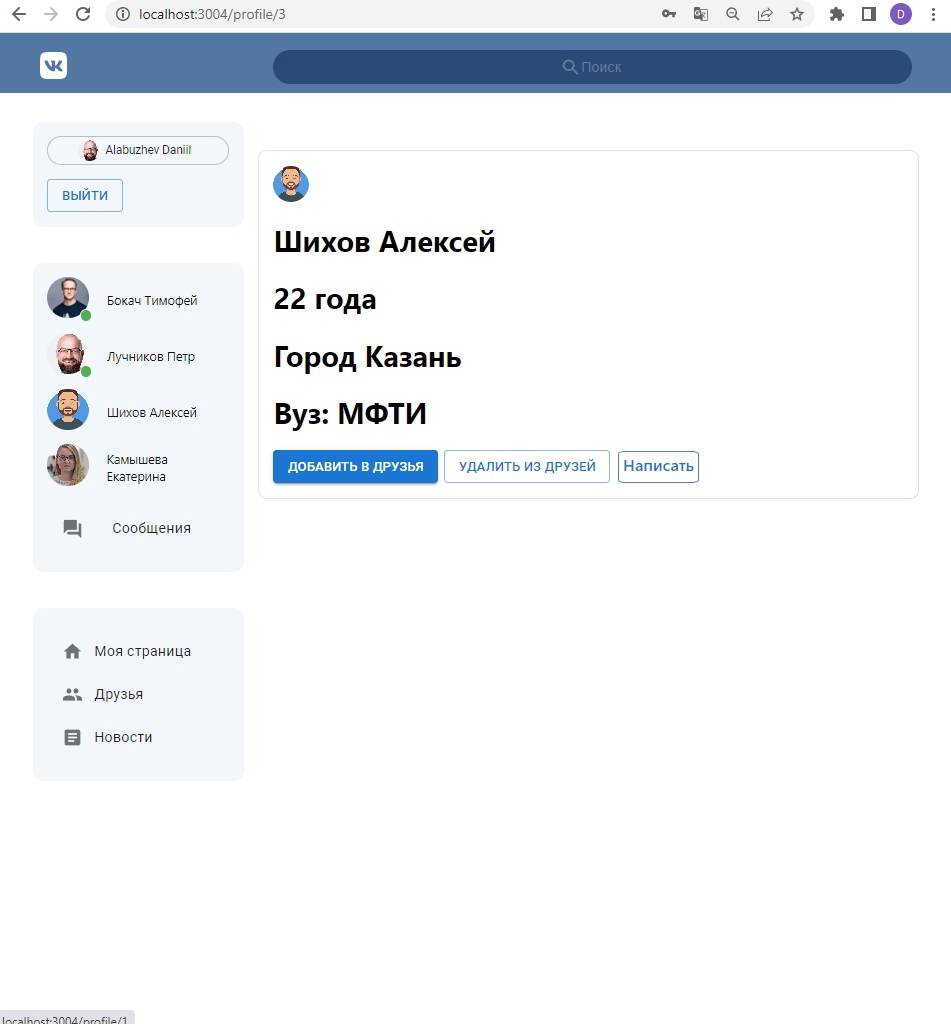 localhost:3004/profile/3
D
Поиск
Alabuzhev Daniil
ВЫЙТИ
Бокач Тимофей
Лучников Петр
Шихов Алексей
Камышева
Екатерина
Сообщения
Моя страница
Друзья
Новости
Шихов Алексей
22 года
Город Казань
Вуз: МФТИ
ДОБАВИТЬ В ДРУЗЬЯ
УДАЛИТЬ ИЗ ДРУЗЕЙ
Написать
localhost:3004/profile/1